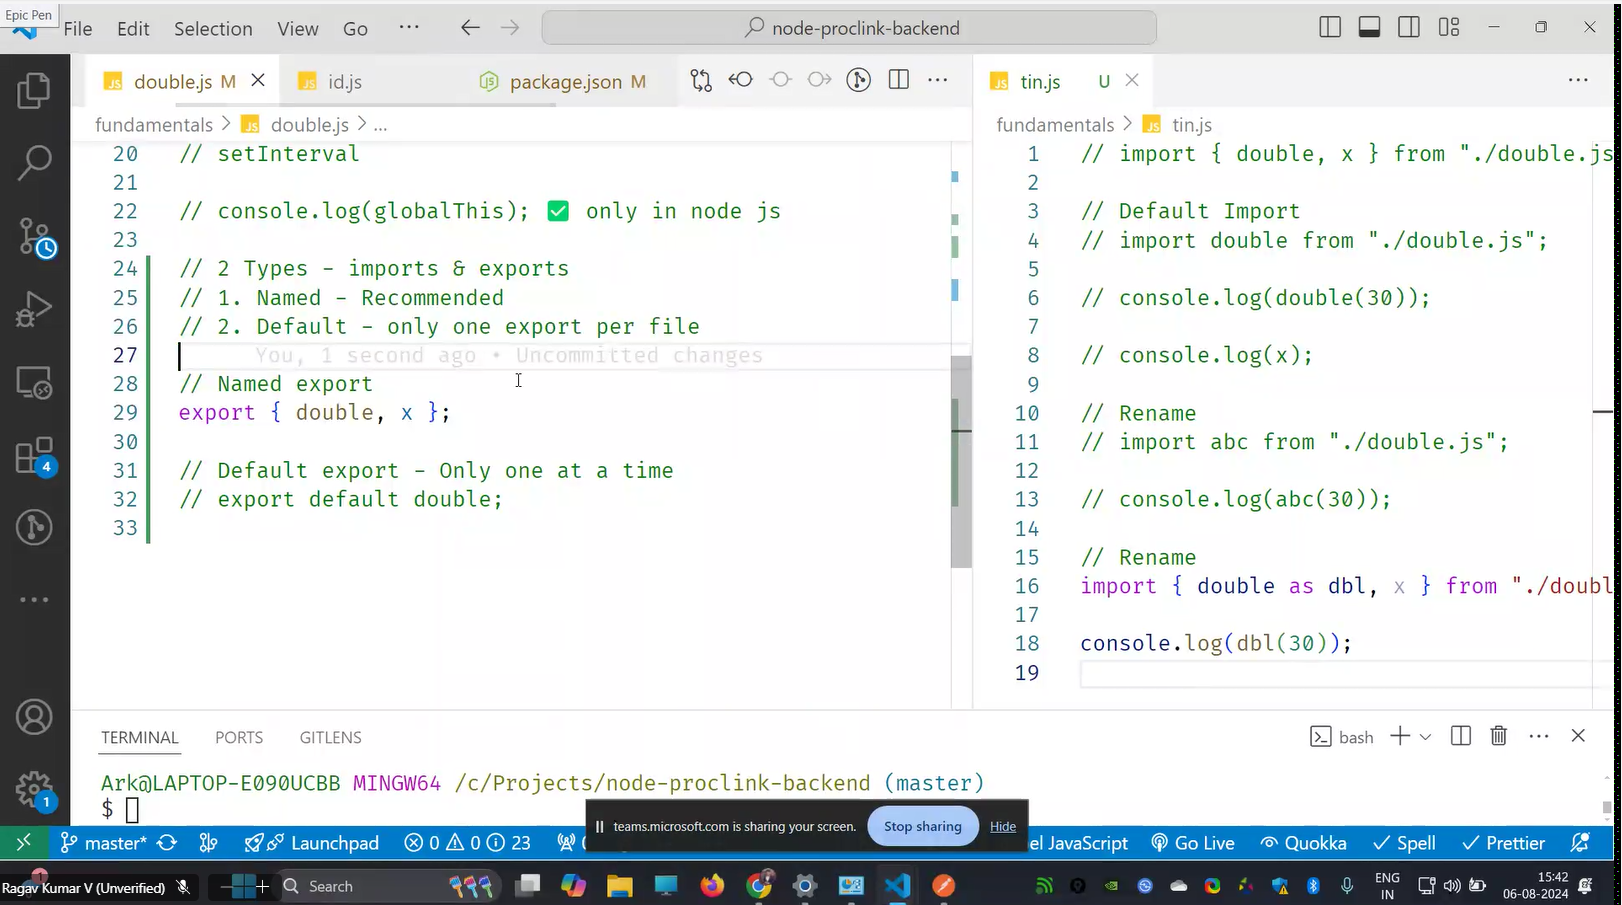 Epic Pen
File Edit Selection View Go ··· node-proclink-backend
double.js M id.js package.json M ···
fundamentals > double.js > ...
20 // setInterval
21
22 // console.log(globalThis); ✅ only in node js
23
24 // 2 Types - imports & exports
25 // 1. Named - Recommended
26 // 2. Default - only one export per file
27 You, 1 second ago • Uncommitted changes
28 // Named export
29 export { double, x };
30
31 // Default export - Only one at a time
32 // export default double;
33
tin.js U ···
fundamentals > tin.js
1 // import { double, x } from "./double.js
2
3 // Default Import
4 // import double from "./double.js";
5
6 // console.log(double(30));
7
8 // console.log(x);
9
10 // Rename
11 // import abc from "./double.js";
12
13 // console.log(abc(30));
14
15 // Rename
16 import { double as dbl, x } from "./doubl
17
18 console.log(dbl(30));
19
4
1
TERMINAL PORTS GITLENS bash
Ark@LAPTOP-E090UCBB MINGW64 /c/Projects/node-proclink-backend (master)
$
teams.microsoft.com is sharing your screen. Stop sharing Hide
master* Launchpad 0 0 23 JavaScript Go Live Quokka Spell Prettier
Ragav Kumar V (Unverified) Search
ENG
IN
15:42
06-08-2024